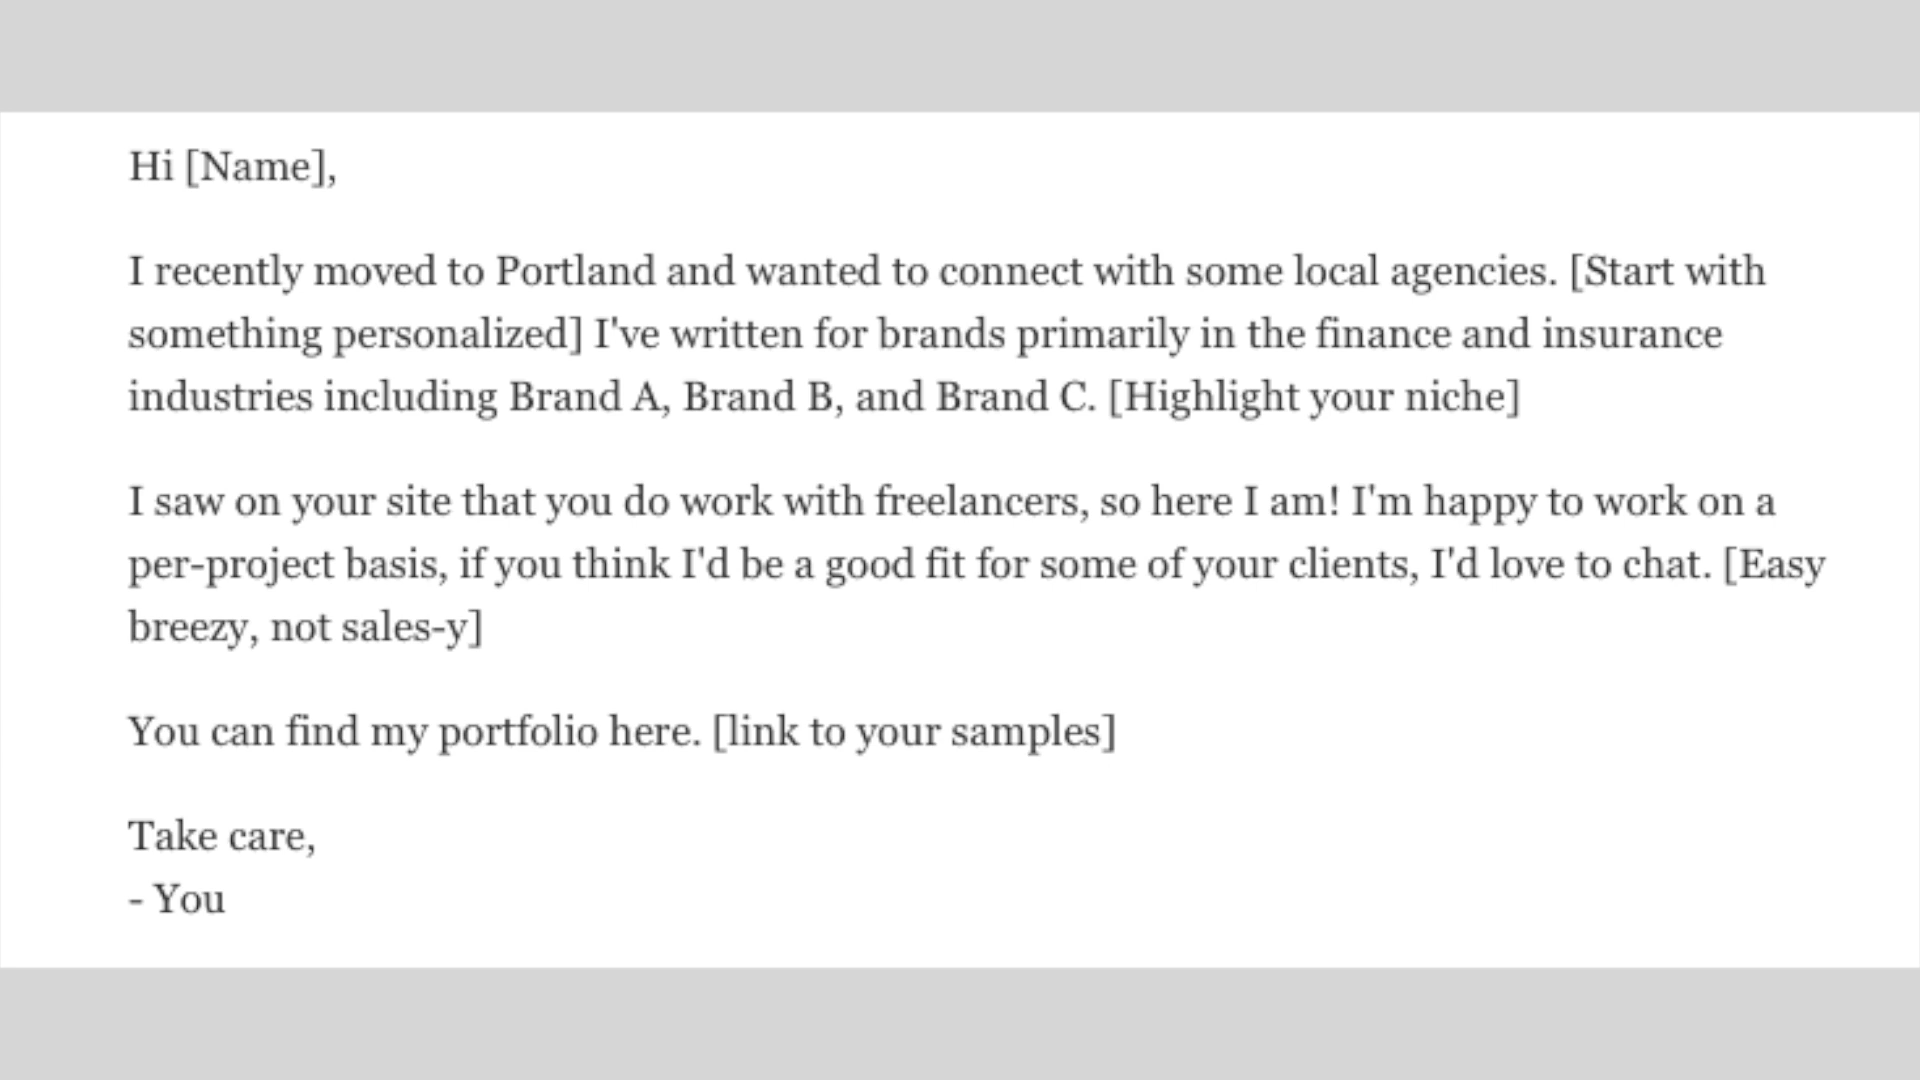 Hi [Name],
I recently moved to Portland and wanted to connect with some local agencies. [Start with
something personalized] I've written for brands primarily in the finance and insurance
industries including Brand A, Brand B, and Brand C. [Highlight your niche]
I saw on your site that you do work with freelancers, so here I am! I'm happy to work on a
per-project basis, if you think I'd be a good fit for some of your clients, I'd love to chat. [Easy
breezy, not sales-y]
You can find my portfolio here. [link to your samples]
Take care,
- You